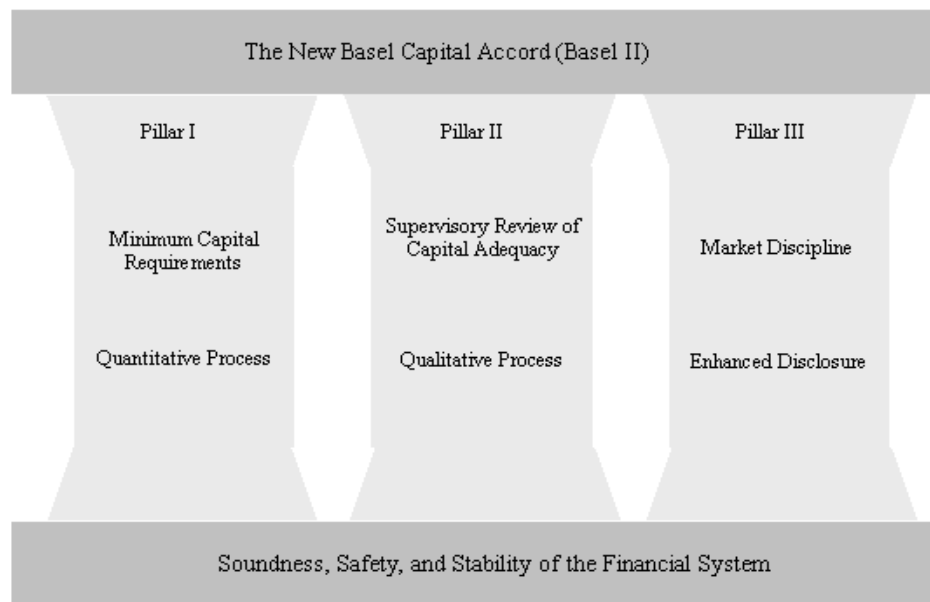 The New Basel Capital Accord (Basel II)
Pillar I
Minimum Capital
Requirements
Quantitative Process
Pillar II
Supervisory Review of
Capital Adequacy
Qualitative Process
Pillar III
Market Discipline
Enhanced Disclosure
Soundness, Safety, and Stability of the Financial System